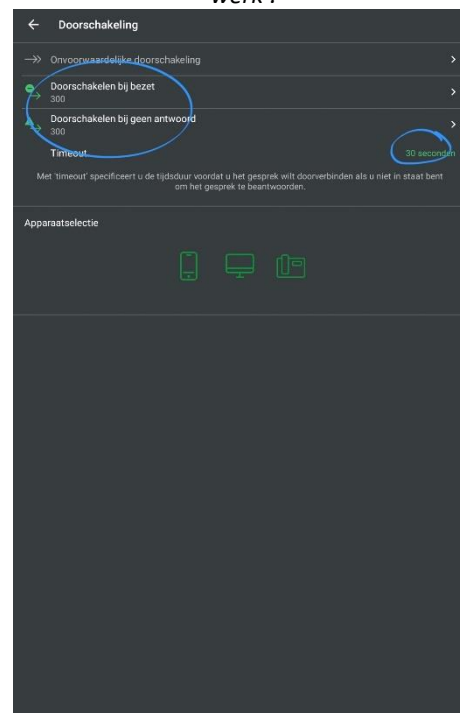 werk :
Doorschakeling
Onvoorwaardelijke doorschakeling
Doorschakelen bij bezet
300
Doorschakelen bij geen antwoord
300
Timeout
30 seconden
Met 'timeout' specificeert u de tijdsduur voordat u het gesprek wilt doorverbinden als u niet in staat bent
om het gesprek te beantwoorden.
Apparaatselectie